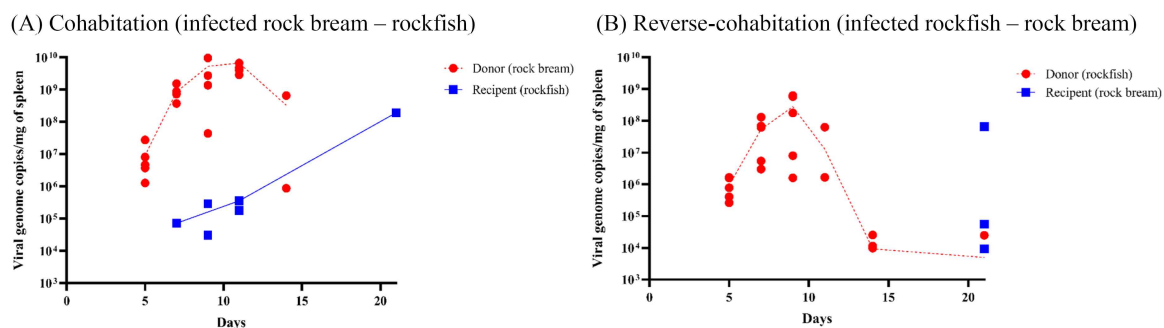 (A) Cohabitation (infected rock bream – rockfish)
Viral genome copies/mg of spleen
10^10
10^9
10^8
10^7
10^6
10^5
10^4
10^3
0 5 10 15 20
Days
Donor (rock bream)
Recipent (rockfish)
(B) Reverse-cohabitation (infected rockfish – rock bream)
Viral genome copies/mg of spleen
10^10
10^9
10^8
10^7
10^6
10^5
10^4
10^3
0 5 10 15 20
Days
Donor (rockfish)
Recipent (rock bream)